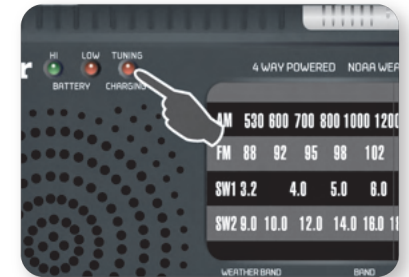 HI LOW TUNING
BATTERY CHARGING
4 WAY POWERED NOAA WEA
AM 530 600 700 800 1000 1200
FM 88 92 95 98 102
SW1 3.2 4.0 5.0 6.0
SW2 9.0 10.0 12.0 14.0 16.0 18
WEATHER BAND BAND